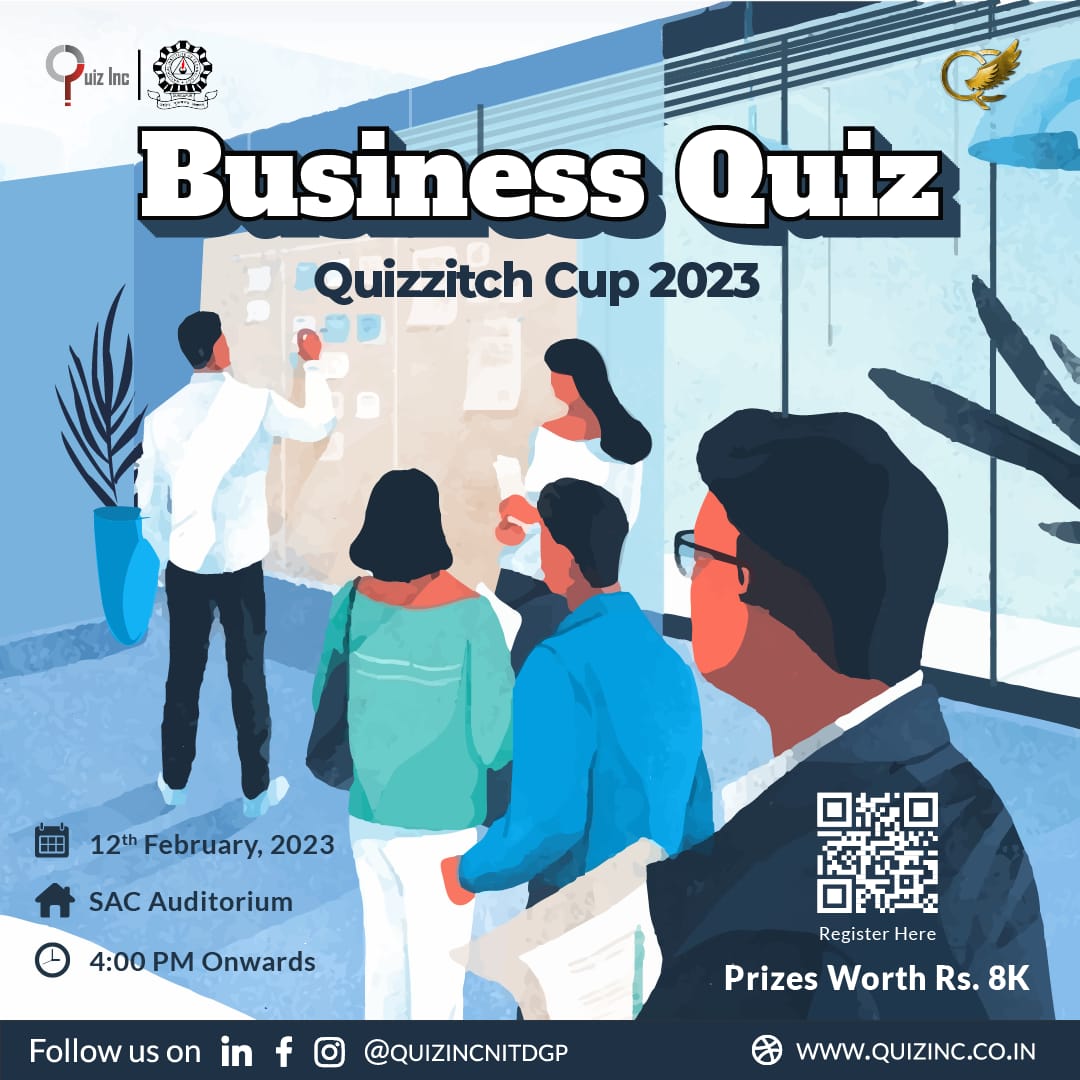 Quiz Inc
Business Quiz
Quizzitch Cup 2023
12th February, 2023
SAC Auditorium
4:00 PM Onwards
Register Here
Prizes Worth Rs. 8K
Follow us on @QUIZINCNITDGP
WWW.QUIZINC.CO.IN